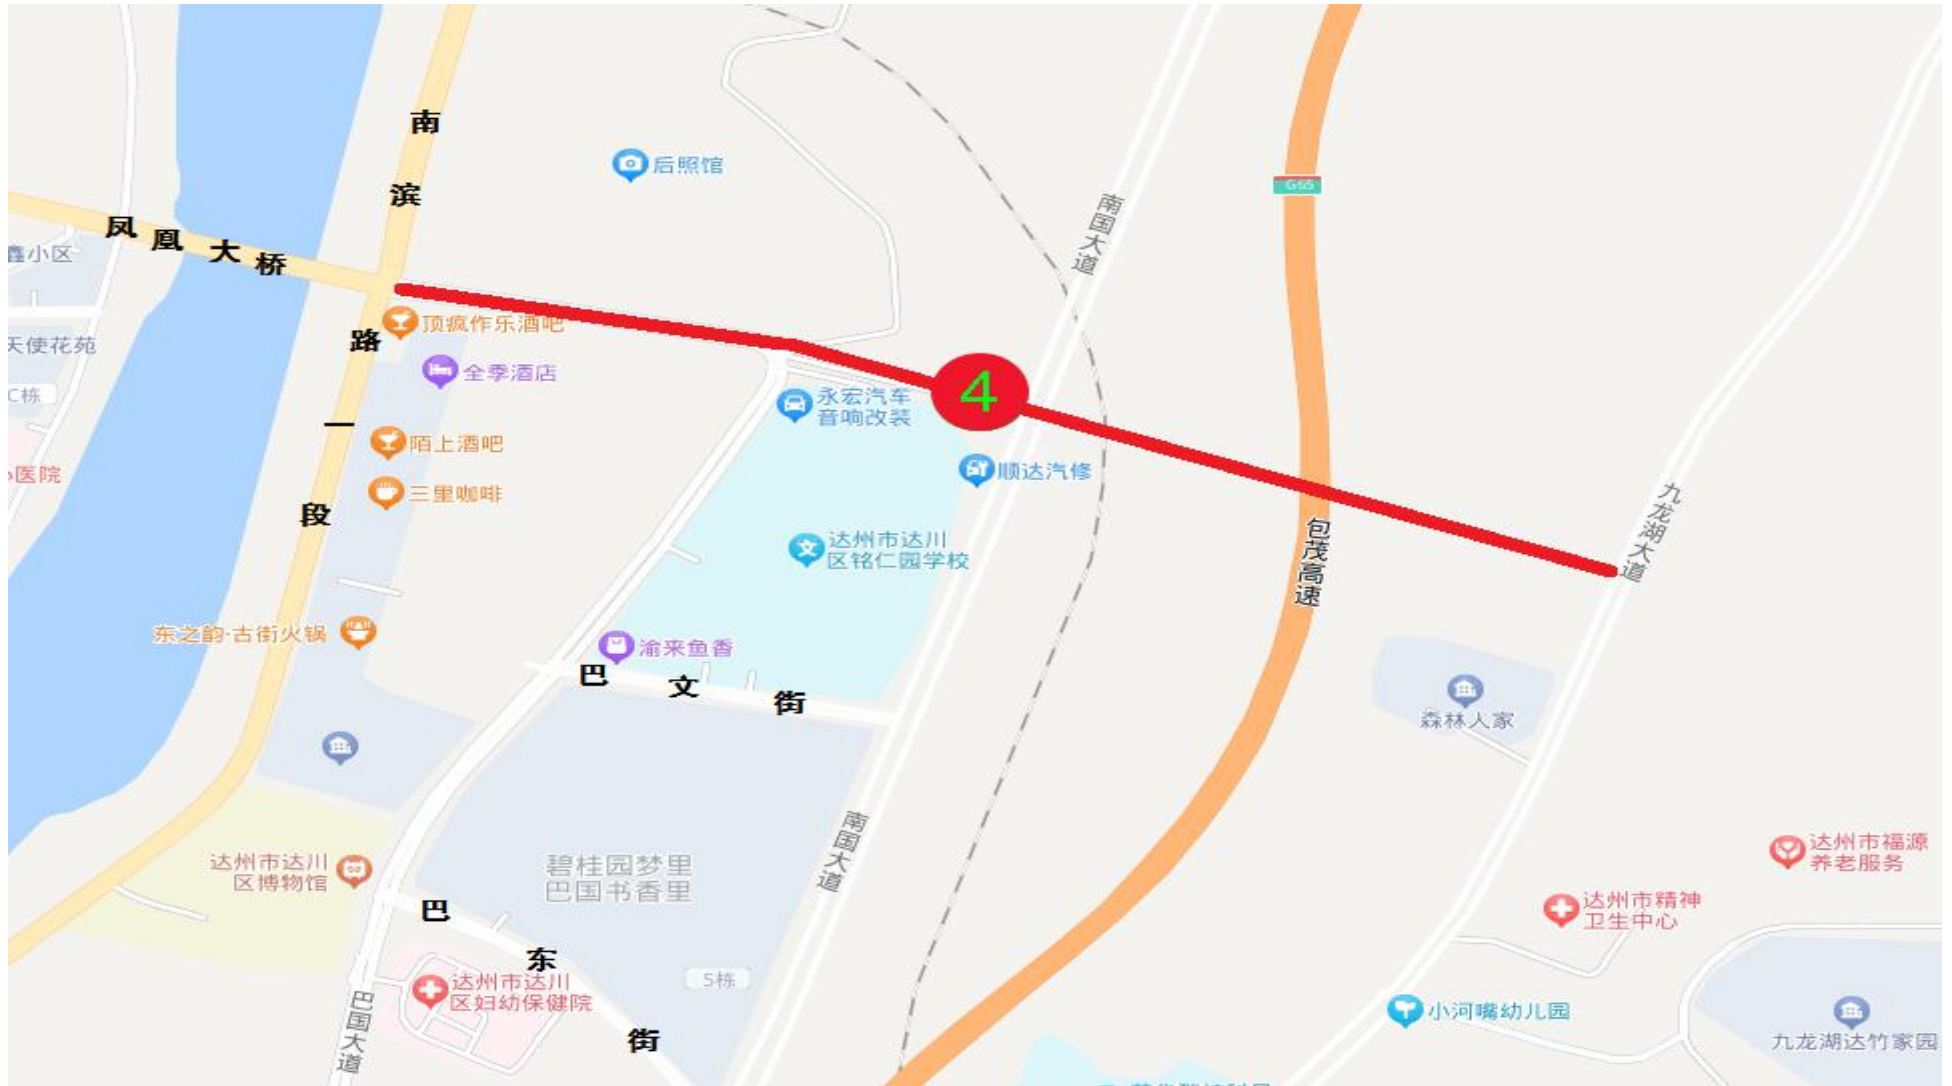 南滨路一段
后照馆
南国大道
G65
凤凰大桥
鑫小区
天使花苑
C栋
医院
顶疯作乐酒吧
全季酒店
永宏汽车
音响改装
4
陌上酒吧
三里咖啡
顺达汽修
九龙湖大道
包茂高速
达州市达川
区铭仁园学校
东之韵·古街火锅
渝来鱼香
巴文街
森林人家
南国大道
达州市达川
区博物馆
碧桂园梦里
巴国书香里
达州市福源
养老服务
达州市精神
卫生中心
巴东街
5栋
达州市达川
区妇幼保健院
巴国大道
小河嘴幼儿园
九龙湖达竹家园